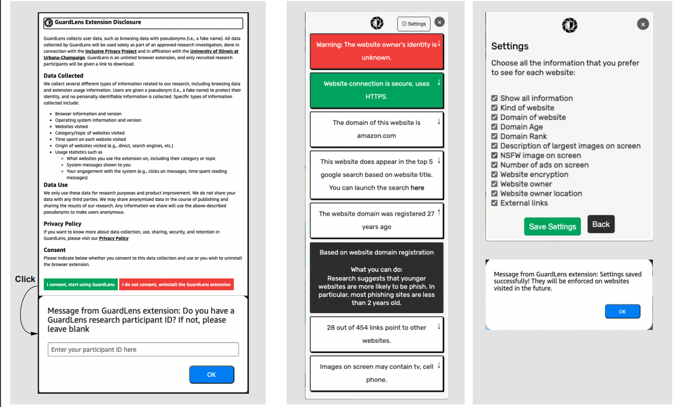 GuardLens Extension Disclosure
GuardLens collects user data, such as browsing data with pseudonyms (i.e., a fake name). All data
collected by GuardLens will be used solely as part of an approved research investigation, done in
connection with the Inclusive Privacy Project and in affiliation with the University of Illinois at
Urbana-Champaign. GuardLens is an unlisted browser extension, and only recruited research
participants will be given a link to download.
Data Collected
We collect several different types of information related to our research, including browsing data
and extension usage information. Users are given a pseudonym (i.e., a fake name) to protect their
identity, and no personally identifiable information is collected. Specific types of information
collected include:
Browser information and version
Operating system information and version
Websites visited
Category/topic of websites visited
Time spent on each website visited
Origin of websites visited (e.g., direct, search engines, etc.)
Usage statistics such as
What websites you use the extension on, including their category or topic
System messages shown to you
Your engagement with the system (e.g., clicks on messages, time spent reading
messages)
Data Use
We only use these data for research purposes and product improvement. We do not share your
data with any third parties. We may share anonymized data in the course of publishing and
sharing the results of our research. Any information we share will use the above-described
pseudonyms to make users anonymous.
Privacy Policy
If you want to know more about data collection, use, sharing, security, and retention in
GuardLens, please visit our Privacy Policy
Consent
Please indicate below whether you consent to this data collection and use or you wish to uninstall
the browser extension.
I consent, start using GuardLens
I do not consent, uninstall the GuardLens extension
Click
Message from GuardLens extension: Do you have a
GuardLens research participant ID? If not, please
leave blank
Enter your participant ID here
OK
Settings
Warning: The website owner's identity is
unknown.
Website connection is secure, uses
HTTPS.
The domain of this website is
amazon.com
This website does appear in the top 5
google search based on website title.
You can launch the search here
The website domain was registered 27
years ago
Based on website domain registration
What you can do:
Research suggests that younger
websites are more likely to be phish. In
particular, most phishing sites are less
than 2 years old.
28 out of 454 links point to other
websites.
Images on screen may contain tv, cell
phone.
Settings
Choose all the information that you prefer
to see for each website:
Show all information
Kind of website
Domain of website
Domain Age
Domain Rank
Description of largest images on screen
NSFW image on screen
Number of ads on screen
Website encryption
Website owner
Website owner location
External links
Save Settings
Back
Message from GuardLens extension: Settings saved
successfully! They will be enforced on websites
visited in the future.
OK